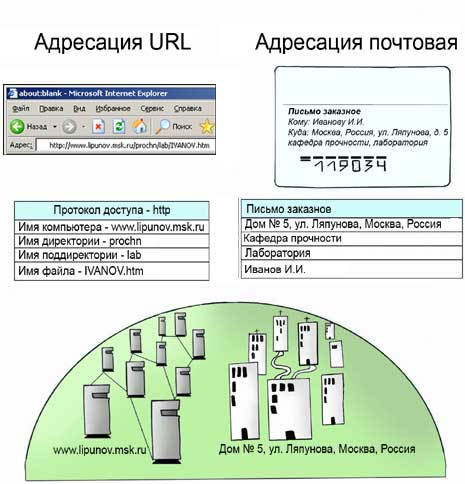 Адресация URL
Адресация почтовая
about:blank - Microsoft Internet Explorer
Файл Правка Вид Избранное Сервис Справка
Назад Поиск
Адрес: http://www.lipunov.msk.ru/prochn/lab/IVANOV.htm
Письмо заказное
Кому: Иванову И.И.
Куда: Москва, Россия, ул. Ляпунова, д. 5
кафедра прочности, лаборатория
119034
Протокол доступа - http
Имя компьютера - www.lipunov.msk.ru
Имя директории - prochn
Имя поддиректории - lab
Имя файла - IVANOV.htm
Письмо заказное
Дом № 5, ул. Ляпунова, Москва, Россия
Кафедра прочности
Лаборатория
Иванов И.И.
www.lipunov.msk.ru
Дом № 5, ул. Ляпунова, Москва, Россия